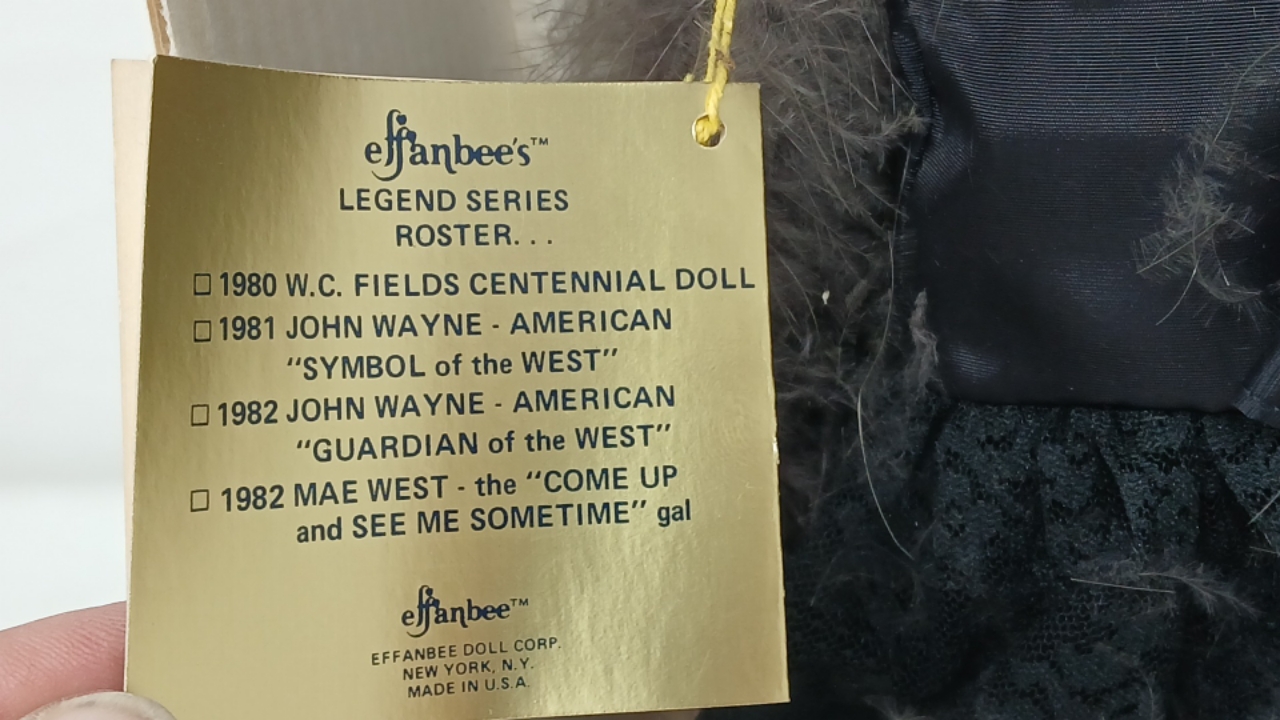 effanbee's™
LEGEND SERIES
ROSTER...
☐ 1980 W.C. FIELDS CENTENNIAL DOLL
☐ 1981 JOHN WAYNE - AMERICAN
"SYMBOL of the WEST"
☐ 1982 JOHN WAYNE - AMERICAN
"GUARDIAN of the WEST"
☐ 1982 MAE WEST - the "COME UP
and SEE ME SOMETIME" gal
effanbee™
EFFANBEE DOLL CORP.
NEW YORK, N.Y.
MADE IN U.S.A.